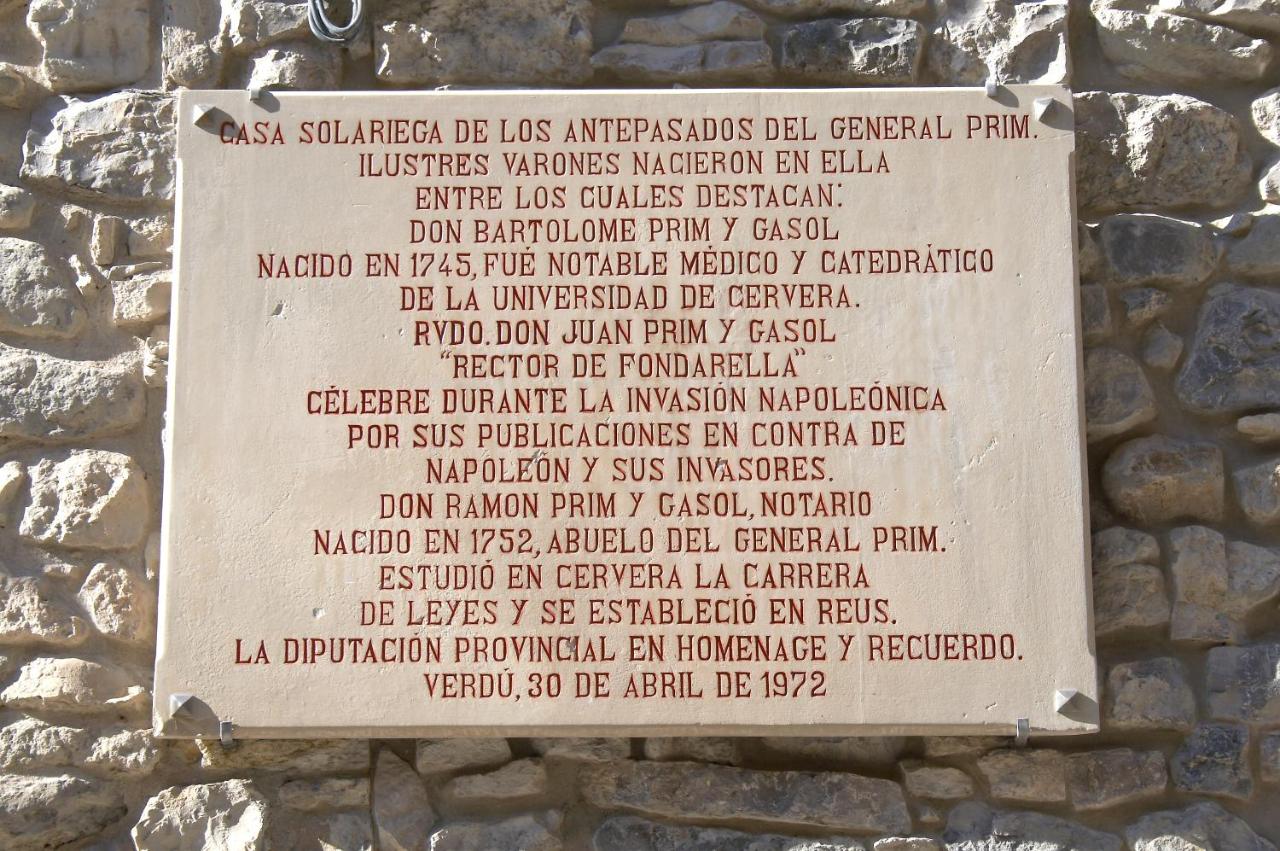 CASA SOLARIEGA DE LOS ANTEPASADOS DEL GENERAL PRIM.
ILUSTRES VARONES NACIERON EN ELLA
ENTRE LOS CUALES DESTACAN:
DON BARTOLOME PRIM Y GASOL
NACIDO EN 1745, FUÉ NOTABLE MÉDICO Y CATEDRÁTICO
DE LA UNIVERSIDAD DE CERVERA.
RVDO. DON JUAN PRIM Y GASOL
"RECTOR DE FONDARELLA"
CÉLEBRE DURANTE LA INVASIÓN NAPOLEÓNICA
POR SUS PUBLICACIONES EN CONTRA DE
NAPOLEÓN Y SUS INVASORES.
DON RAMON PRIM Y GASOL, NOTARIO
NACIDO EN 1752, ABUELO DEL GENERAL PRIM.
ESTUDIÓ EN CERVERA LA CARRERA
DE LEYES Y SE ESTABLECIÓ EN REUS.
LA DIPUTACIÓN PROVINCIAL EN HOMENAGE Y RECUERDO.
VERDÚ, 30 DE ABRIL DE 1972